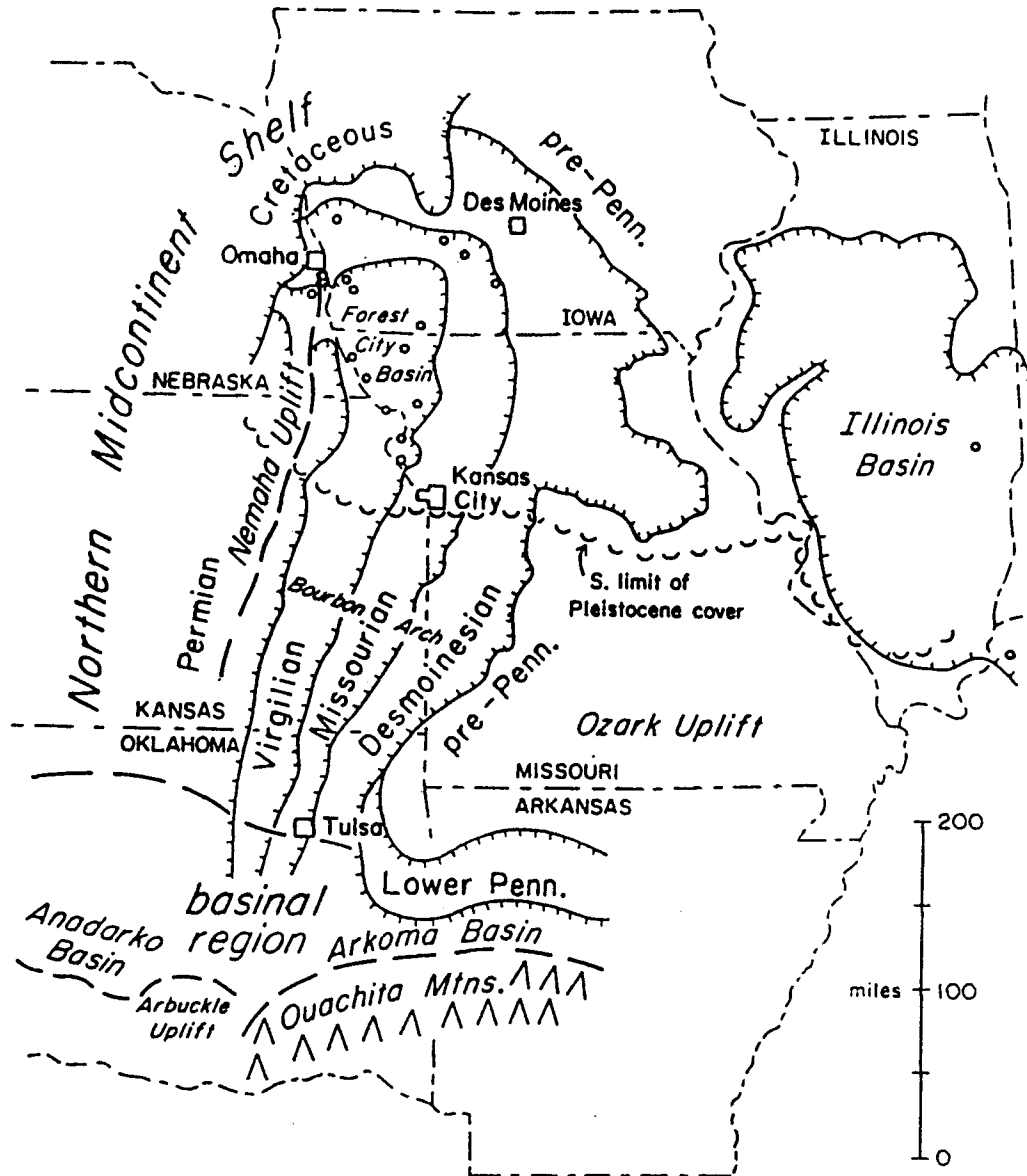 Shelf
Cretaceous
pre-Penn.
ILLINOIS
Des Moines
Omaha
Northern Midcontinent
Forest
City
Basin
IOWA
NEBRASKA
Nemaha Uplift
Illinois
Basin
Kansas
City
S. limit of
Pleistocene cover
Permian
Bourbon Arch
Virgilian
Missourian
Desmoinesian
pre-Penn.
KANSAS
OKLAHOMA
Ozark Uplift
MISSOURI
ARKANSAS
Tulsa
Lower Penn.
basinal
region
Anadarko
Basin
Arkoma Basin
Arbuckle
Uplift
Ouachita Mtns.
200
miles
100
0